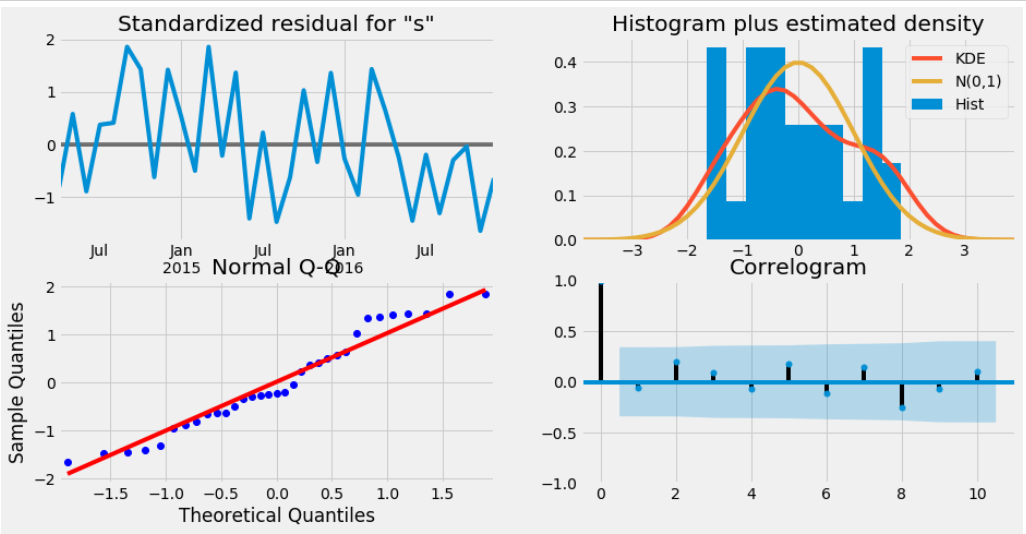 Standardized residual for "s"
2
1
0
−1
Jul
Jan
2015
Jul
Jan
2016
Jul
Histogram plus estimated density
KDE
N(0,1)
Hist
0.4
0.3
0.2
0.1
0.0
−3 −2 −1 0 1 2 3
Normal Q-Q
Sample Quantiles
2
1
0
−1
−2
−1.5 −1.0 −0.5 0.0 0.5 1.0 1.5
Theoretical Quantiles
Correlogram
1.0
0.5
0.0
−0.5
−1.0
0 2 4 6 8 10